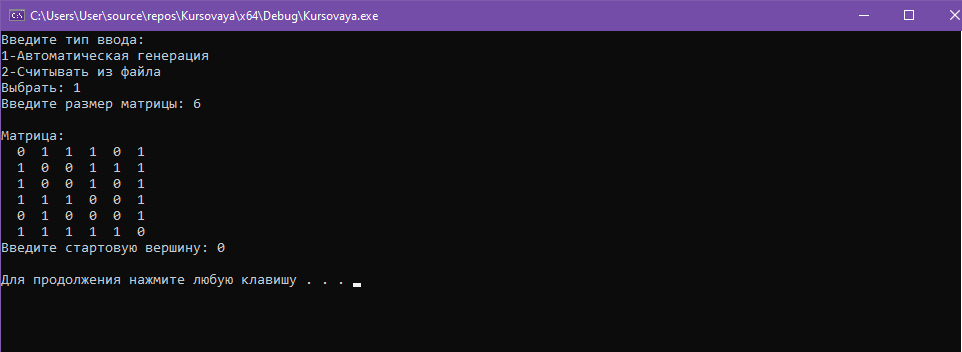 C:\Users\User\source\repos\Kursovaya\x64\Debug\Kursovaya.exe
Введите тип ввода:
1-Автоматическая генерация
2-Считывать из файла
Выбрать: 1
Введите размер матрицы: 6
Матрица:
0 1 1 1 0 1
1 0 0 1 1 1
1 0 0 1 0 1
1 1 1 0 0 1
0 1 0 0 0 1
1 1 1 1 1 0
Введите стартовую вершину: 0
Для продолжения нажмите любую клавишу . . .